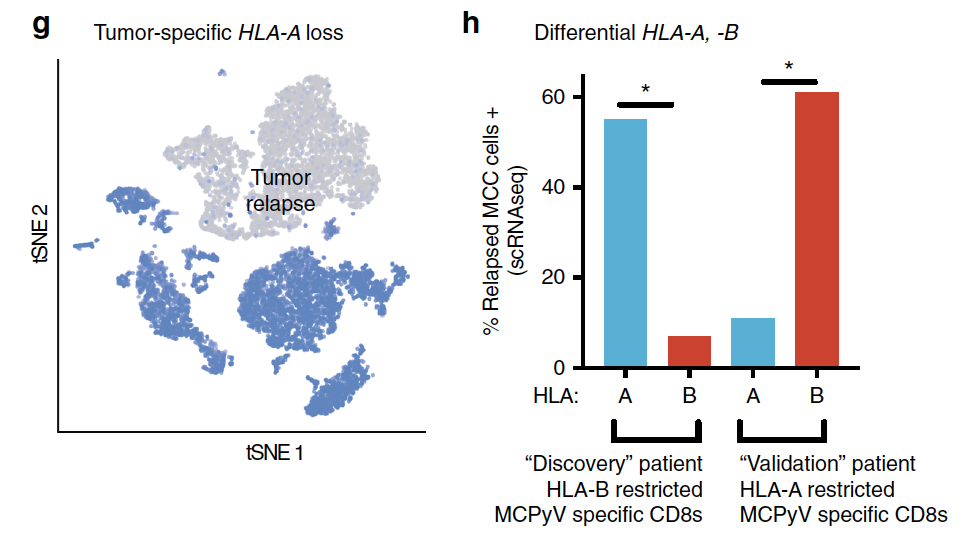 g
Tumor-specific HLA-A loss
Tumor
relapse
tSNE 2
tSNE 1
h
Differential HLA-A, -B
* *
% Relapsed MCC cells +
(scRNAseq)
60
40
20
0
HLA: A B A B
“Discovery” patient
HLA-B restricted
MCPyV specific CD8s
“Validation” patient
HLA-A restricted
MCPyV specific CD8s